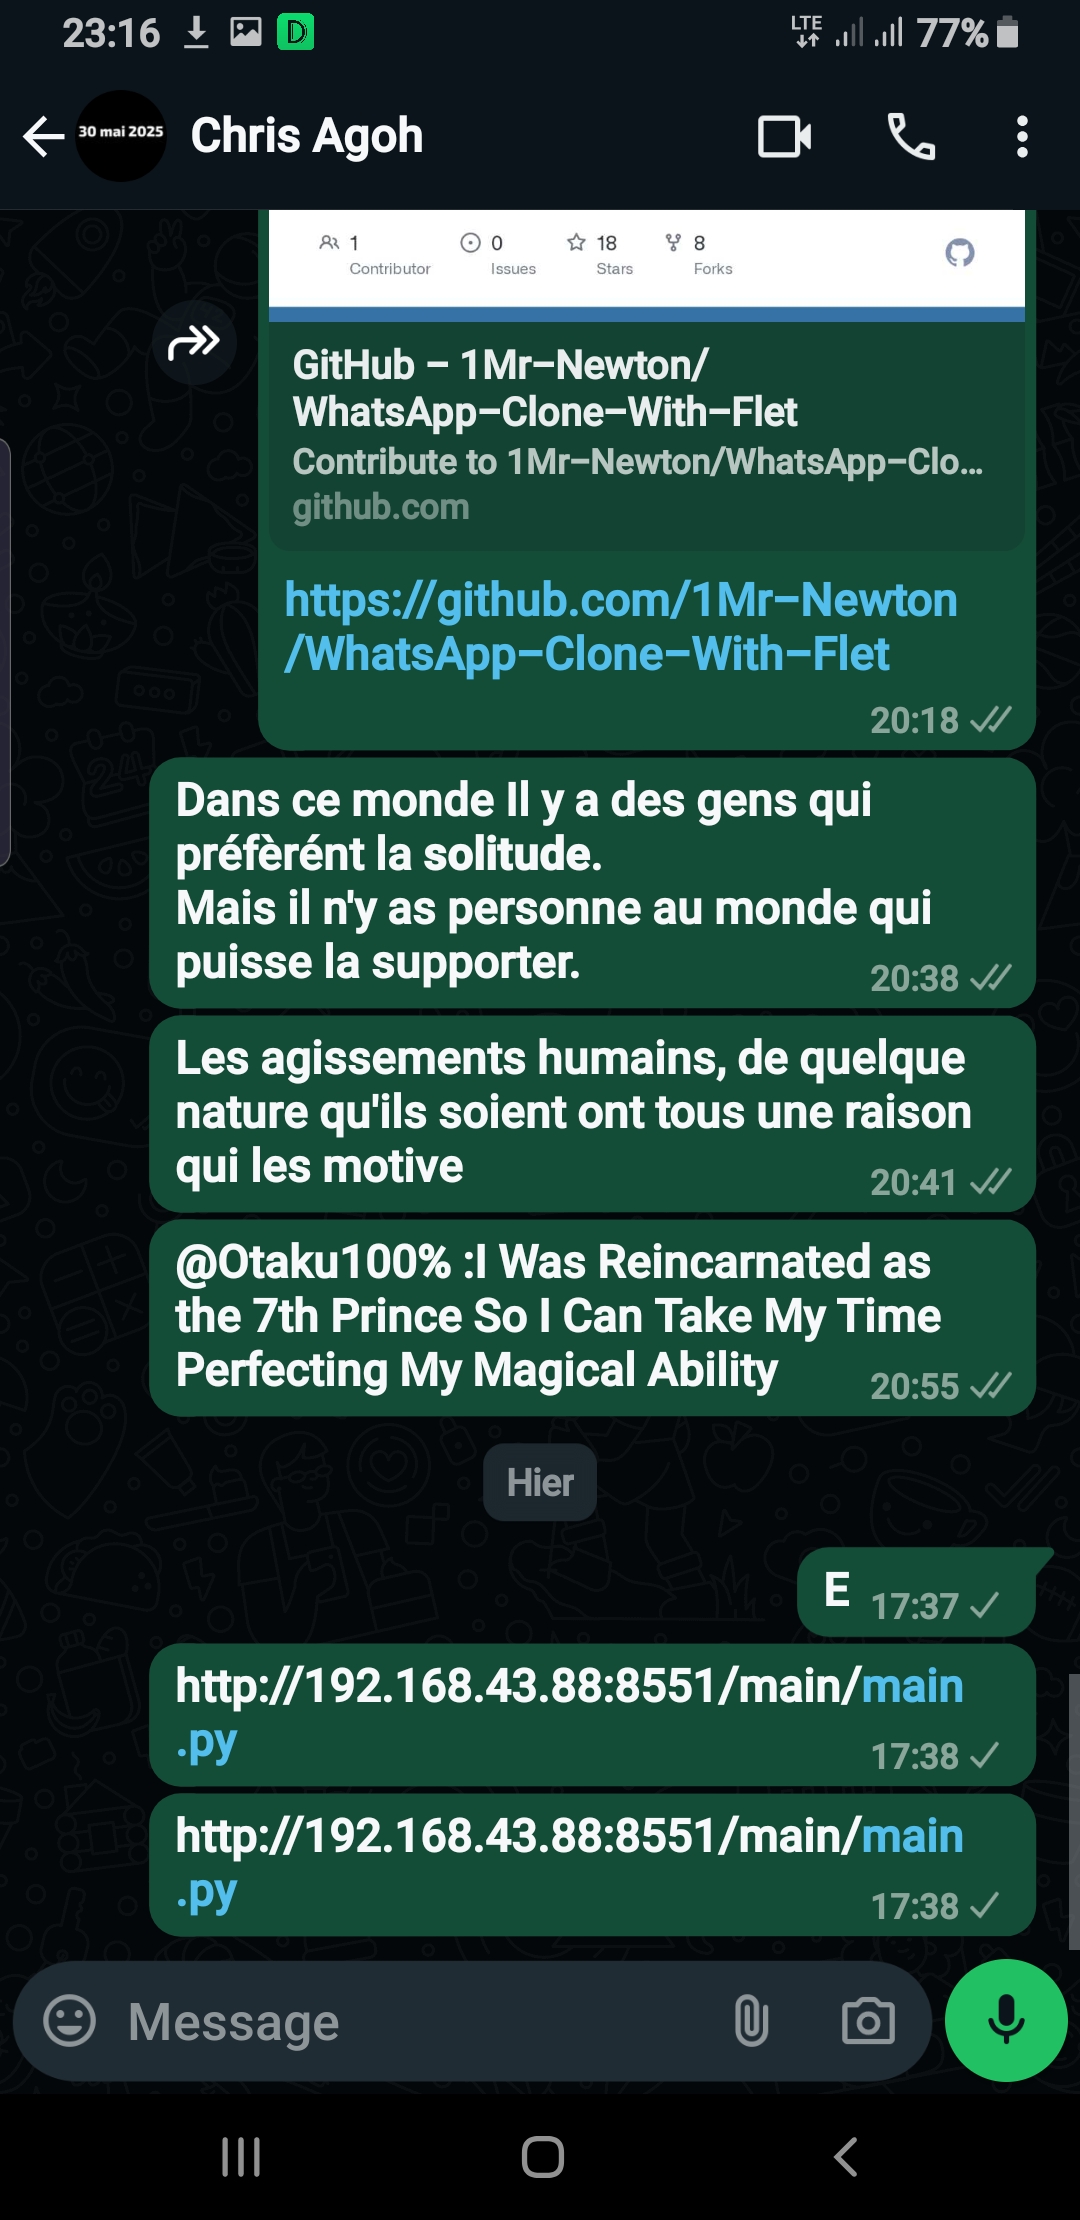 23:16 D LTE 77%
30 mai 2025 Chris Agoh
1 0 18 8
Contributor Issues Stars Forks
GitHub – 1Mr–Newton/
WhatsApp–Clone–With–Flet
Contribute to 1Mr–Newton/WhatsApp–Clo...
github.com
https://github.com/1Mr–Newton
/WhatsApp–Clone–With–Flet
20:18
Dans ce monde Il y a des gens qui
préfèrént la solitude.
Mais il n'y as personne au monde qui
puisse la supporter.
20:38
Les agissements humains, de quelque
nature qu'ils soient ont tous une raison
qui les motive
20:41
@Otaku100% :I Was Reincarnated as
the 7th Prince So I Can Take My Time
Perfecting My Magical Ability
20:55
Hier
E 17:37
http://192.168.43.88:8551/main/main
.py
17:38
http://192.168.43.88:8551/main/main
.py
17:38
Message